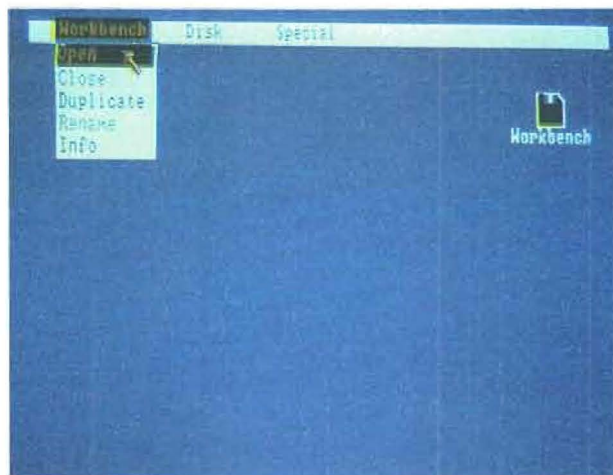 Workbench Disk Special
Open
Close
Duplicate
Rename
Info
Workbench